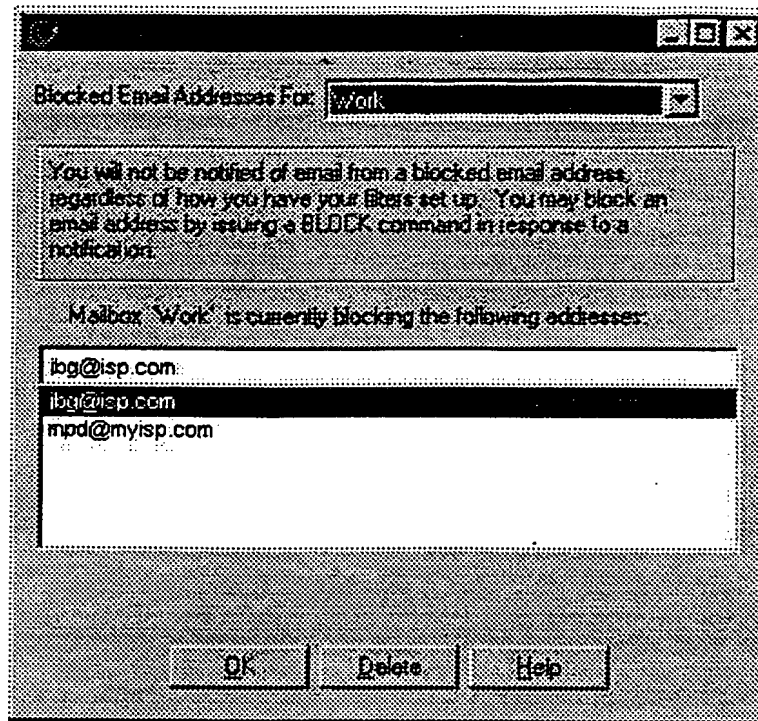 Blocked Email Addresses For: Work
You will not be notified of email from a blocked email address,
regardless of how you have your filters set up. You may block an
email address by issuing a BLOCK command in response to a
notification.
Mailbox 'Work' is currently blocking the following addresses:
ibg@isp.com
ibg@isp.com
mpd@myisp.com
OK Delete Help